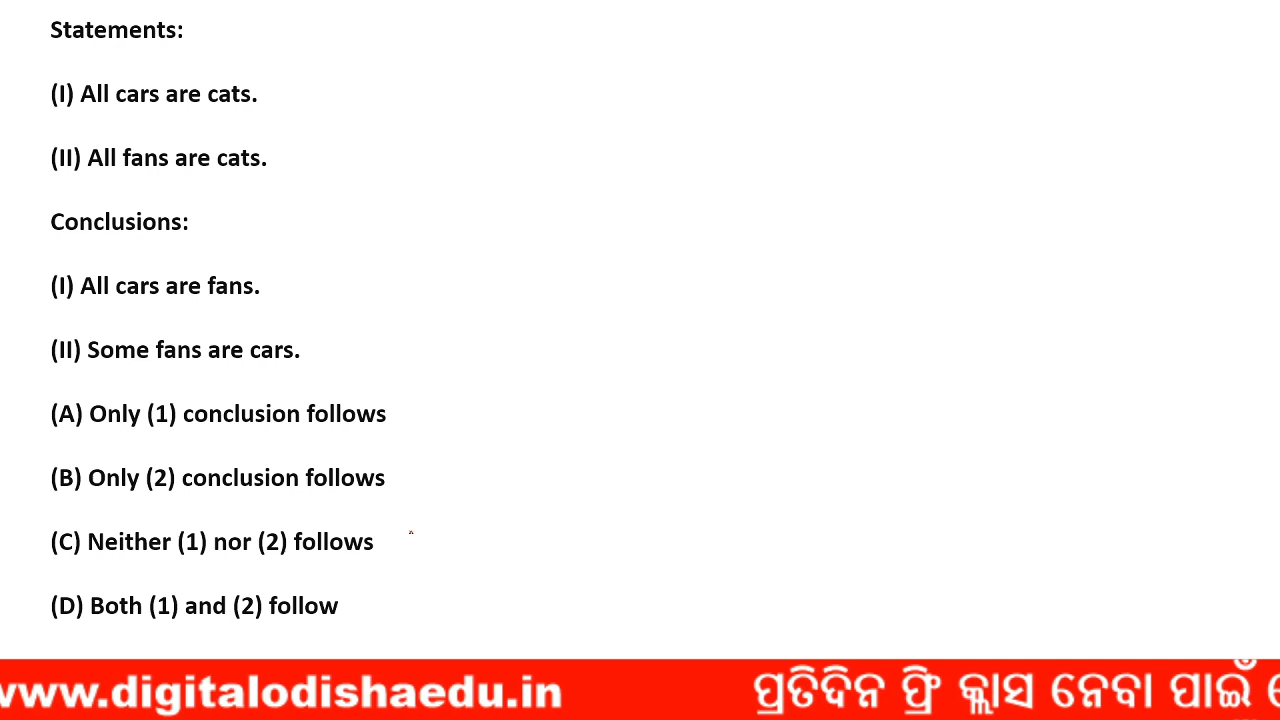 Statements:
(I) All cars are cats.
(II) All fans are cats.
Conclusions:
(I) All cars are fans.
(II) Some fans are cars.
(A) Only (1) conclusion follows
(B) Only (2) conclusion follows
(C) Neither (1) nor (2) follows
(D) Both (1) and (2) follow
www.digitalodishaedu.in ପ୍ରତିଦିନ ଫ୍ରି କ୍ଲାସ ନେବା ପାଇଁ